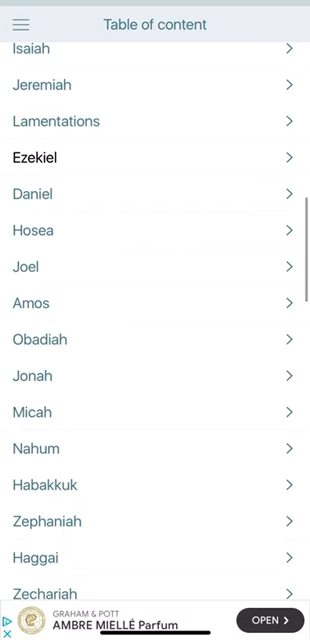 Table of content
Isaiah
Jeremiah
Lamentations
Ezekiel
Daniel
Hosea
Joel
Amos
Obadiah
Jonah
Micah
Nahum
Habakkuk
Zephaniah
Haggai
Zechariah
GRAHAM & POTT
AMBRE MIELLÉ Parfum
OPEN